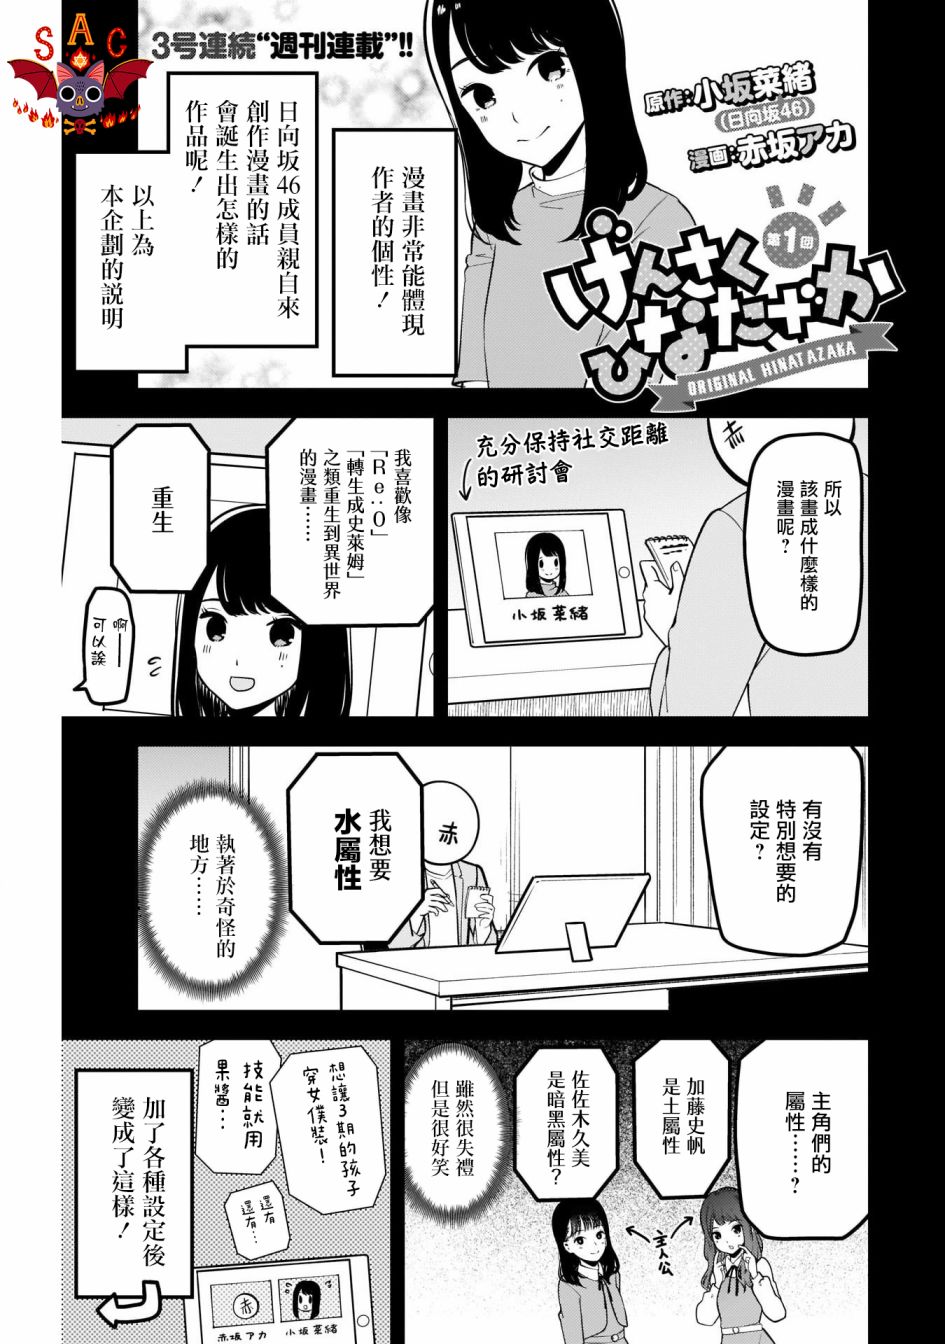 SAC
3号連続“週刊連載”!!
原作：小坂菜緒
（日向坂46）
漫画：赤坂アカ
第1回
げんさく
ひなたざか
ORIGINAL HINATAZAKA
漫畫非常能體現
作者的個性！
日向坂46成員親自來
創作漫畫的話
會誕生出怎樣的
作品呢！
以上為
本企劃的説明
赤
所以
該畫成什麼樣的
漫畫呢？
充分保持社交距離
的研討會
小坂菜緒
我喜歡像
「Re:0」
「轉生成史萊姆」
之類重生到異世界
的漫畫……
重生
啊——
可以誒
有沒有
特別想要的
設定？
赤
我想要
水屬性
執著於奇怪的
地方……
主角們的
屬性……？
加藤史帆
是土屬性
佐佐木久美
是暗黑屬性？
雖然很失禮
但是很好笑
主人公
想讓3期的孩子
穿女僕裝！
技能就用
果醬…
還有
還有…
赤
赤坂アカ
小坂菜緒
加了各種設定後
變成了這樣！